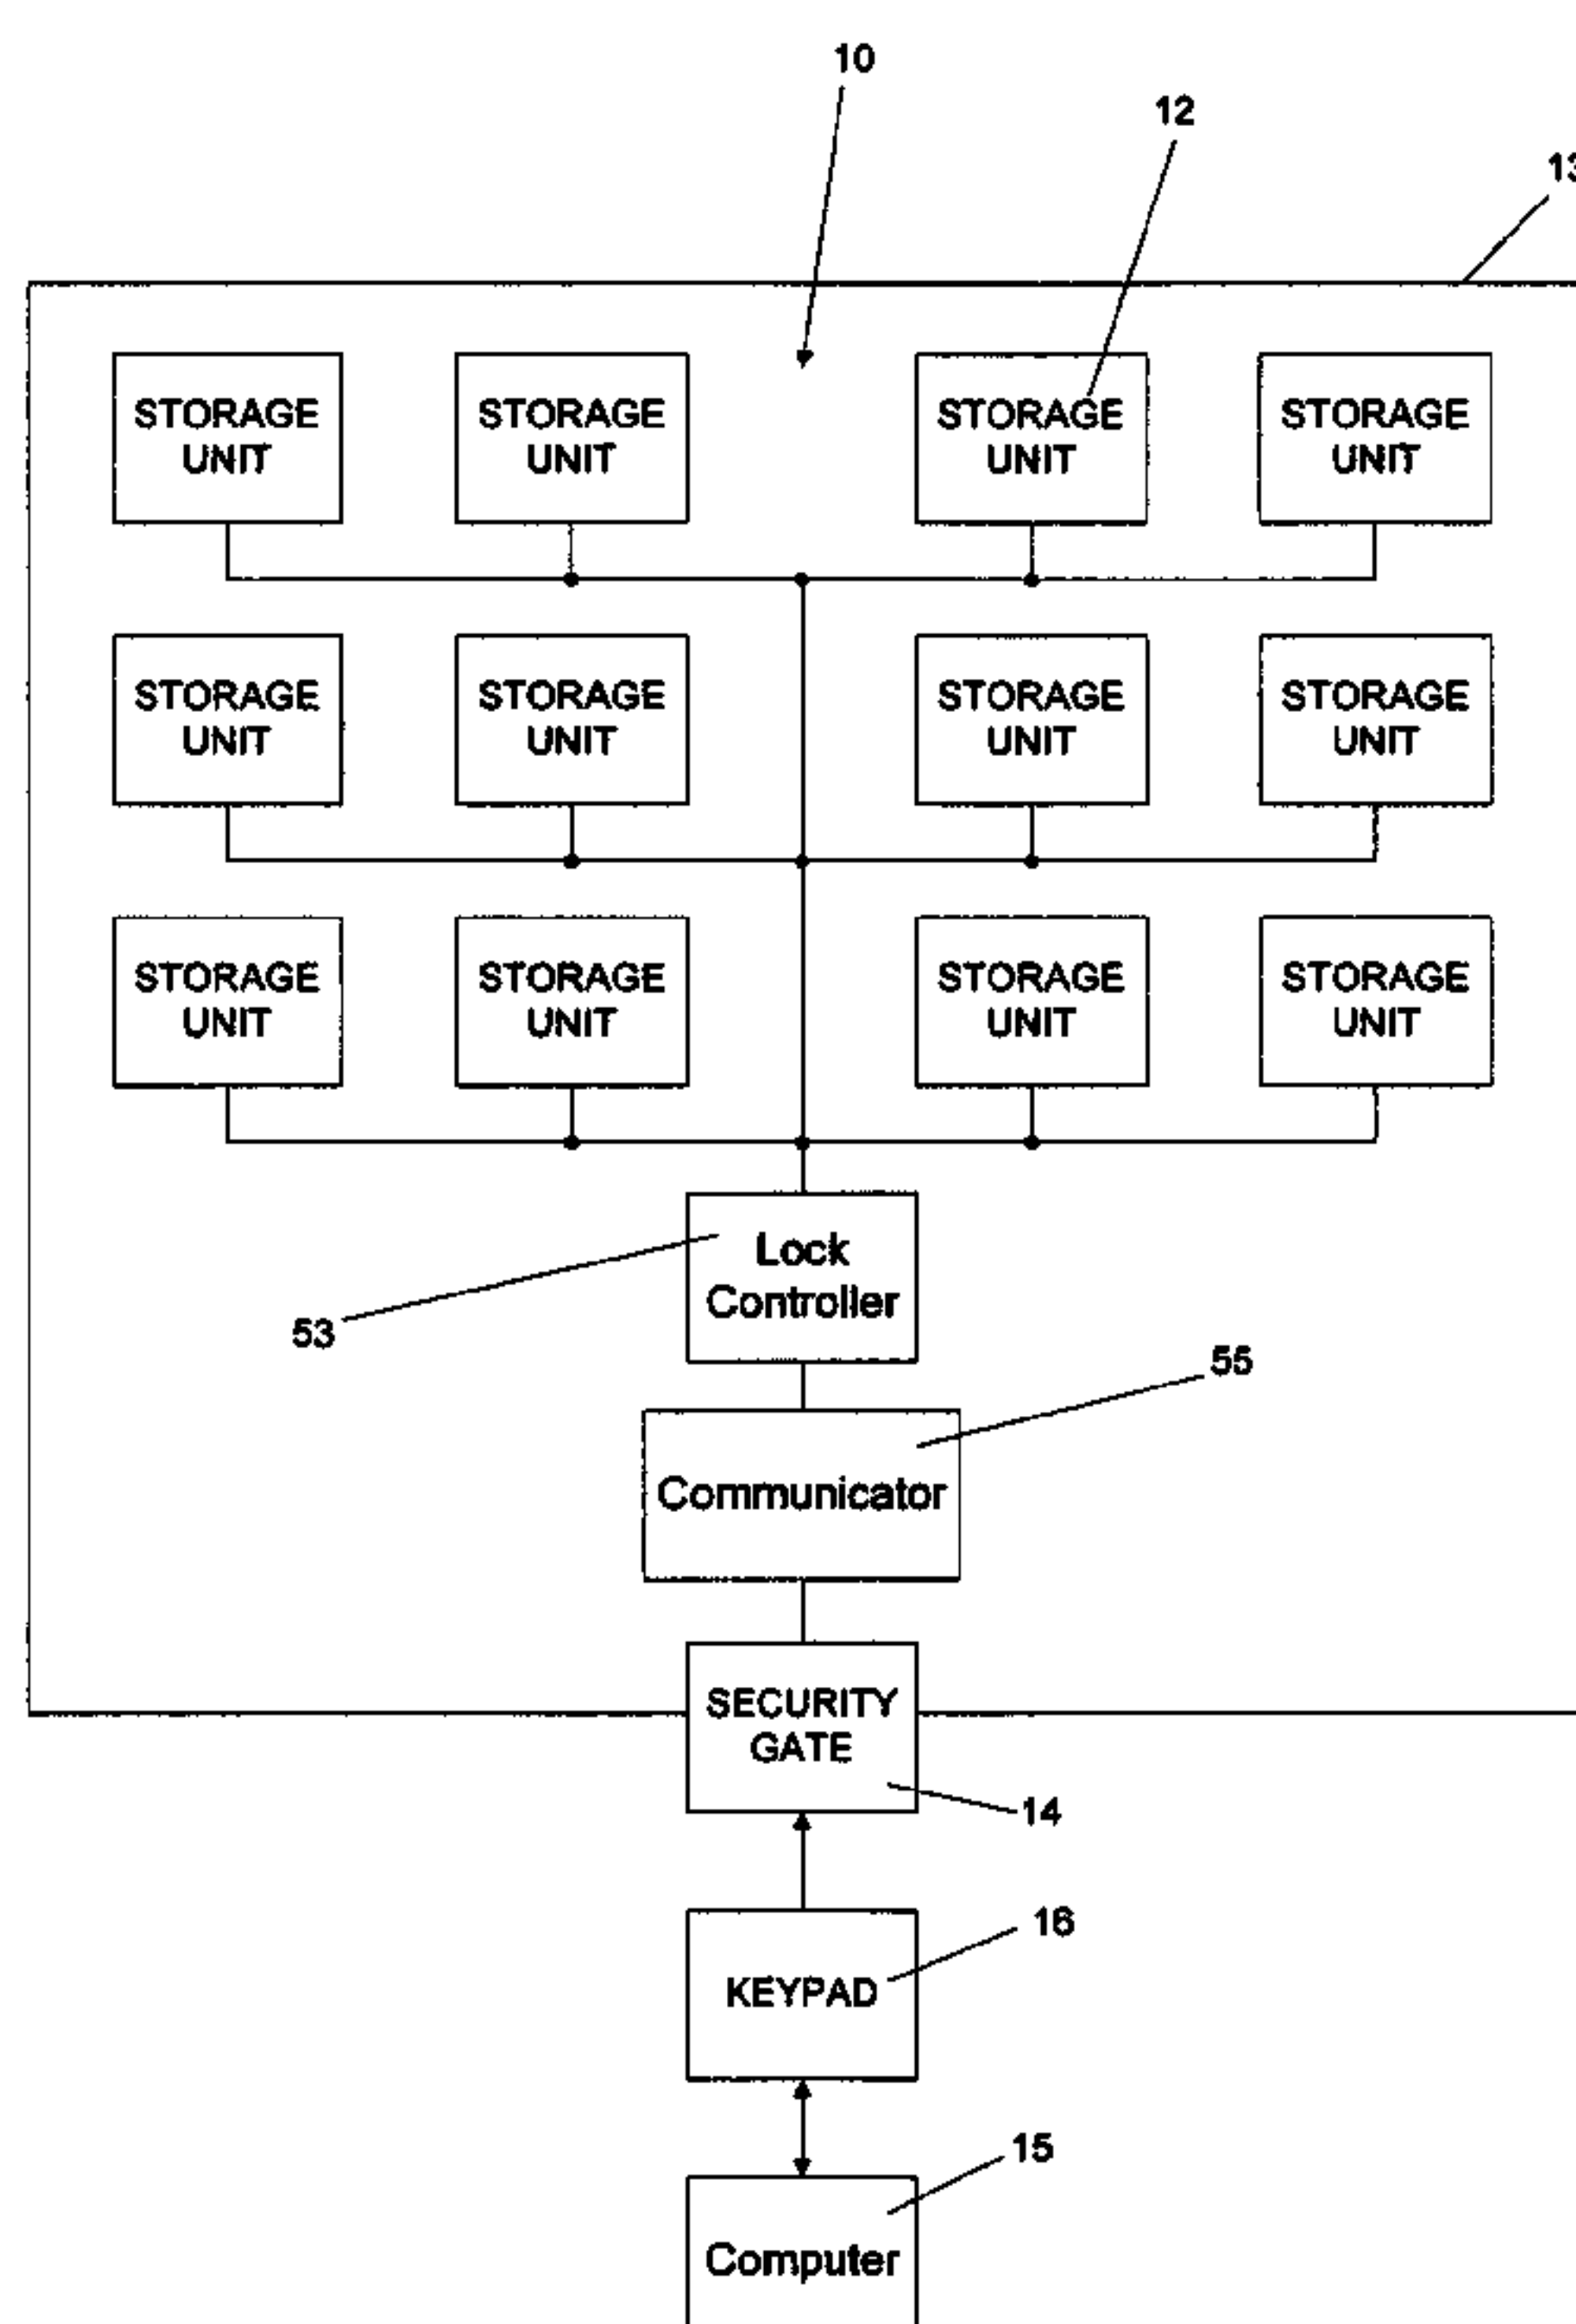 10
12
13
STORAGE UNIT
STORAGE UNIT
STORAGE UNIT
STORAGE UNIT
STORAGE UNIT
STORAGE UNIT
STORAGE UNIT
STORAGE UNIT
STORAGE UNIT
STORAGE UNIT
STORAGE UNIT
STORAGE UNIT
Lock
Controller
53
55
Communicator
SECURITY
GATE
14
16
KEYPAD
15
Computer